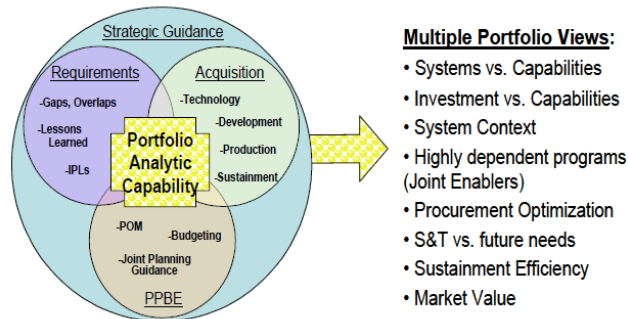 Strategic Guidance
Requirements
-Gaps, Overlaps
-Lessons
Learned
-IPLs
Acquisition
-Technology
-Development
-Production
-Sustainment
Portfolio
Analytic
Capability
-POM
-Budgeting
-Joint Planning
Guidance
PPBE
Multiple Portfolio Views:
• Systems vs. Capabilities
• Investment vs. Capabilities
• System Context
• Highly dependent programs
(Joint Enablers)
• Procurement Optimization
• S&T vs. future needs
• Sustainment Efficiency
• Market Value